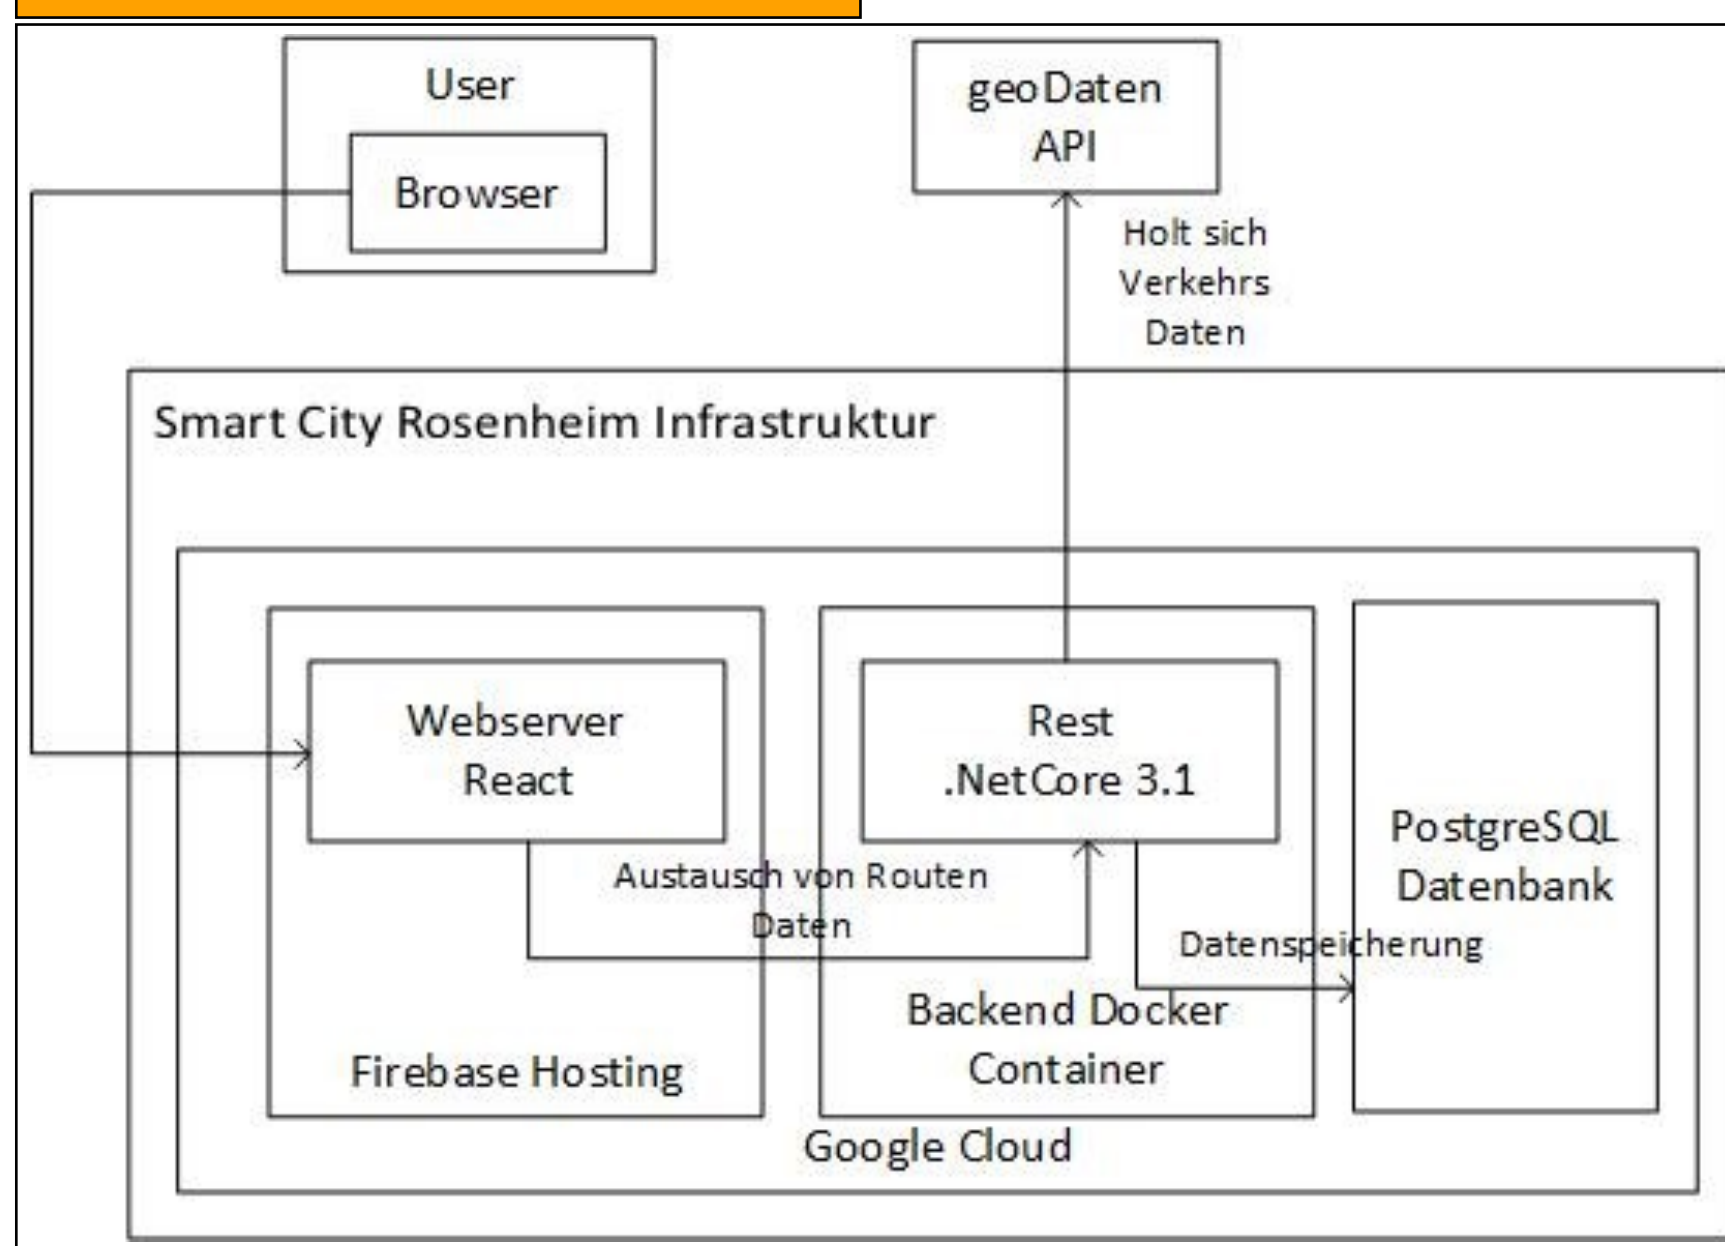 User
Browser
geoDaten
API
Holt sich
Verkehrs
Daten
Smart City Rosenheim Infrastruktur
Webserver
React
Rest
.NetCore 3.1
PostgreSQL
Datenbank
Austausch von Routen
Daten
Datenspeicherung
Backend Docker
Container
Firebase Hosting
Google Cloud